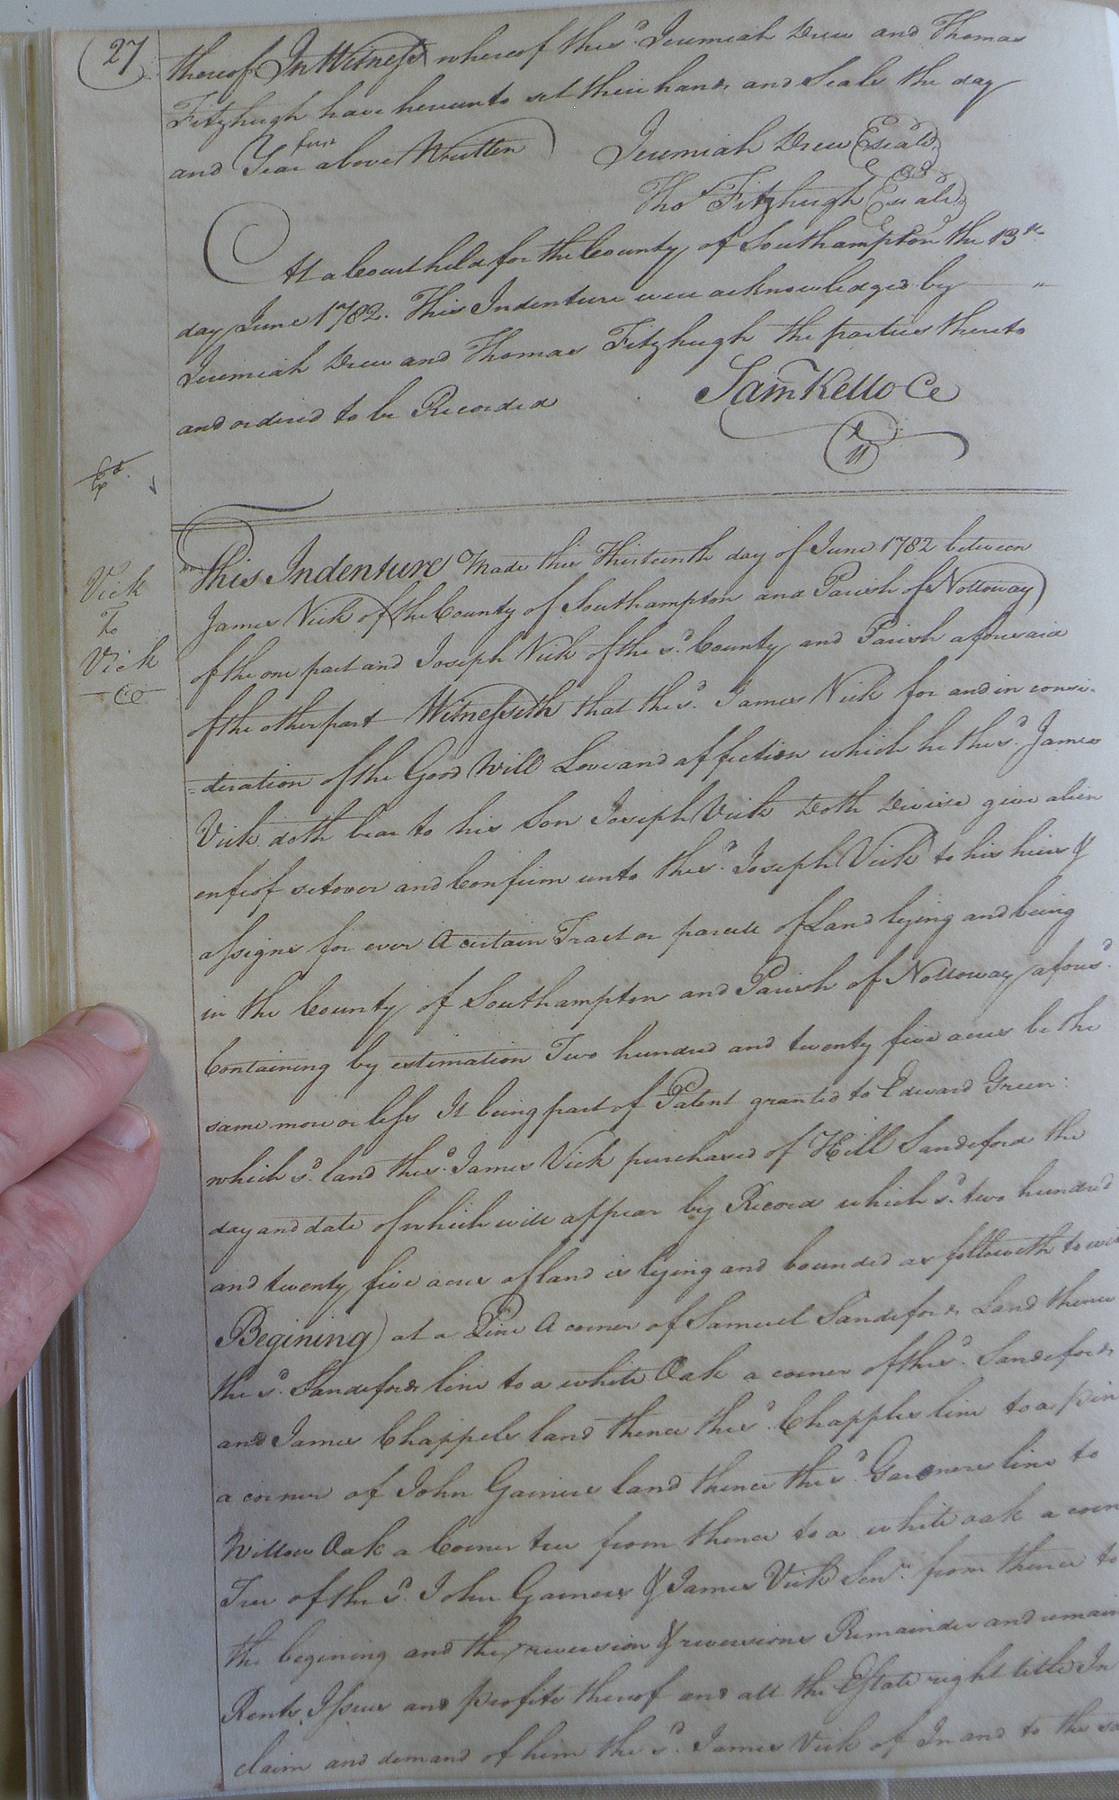 27
thereof In Witness whereof the sd. Jeremiah Drew and Thomas
Fitzhugh have hereunto set their hands and Seals the day
and Year first above Written
Jeremiah Drew (Seal)
Thos Fitzhugh (Seal)
At a Court held for the County of Southampton the 13th
day June 1782. This Indenture was acknowledged by
Jeremiah Drew and Thomas Fitzhugh the parties thereto
and ordered to be Recorded
Saml Kello CC
Exd.
Vick
To
Vick
This Indenture Made this Thirteenth day of June 1782 between
James Vick of the County of Southampton and Parish of Nottoway
of the one part and Joseph Vick of the sd. County and Parish aforesaid
of the other part Witnesseth that the sd. James Vick for and in consi-
=deration of the Good Will Love and affection which he the sd. James
Vick doth bear to his Son Joseph Vick Doth Devise give alien
enfeof setover and Confirm unto the sd. Joseph Vick to his heirs &
assigns for ever A certain Tract or parcell of Land lying and being
in the County of Southampton and Parish of Nottoway afoursd.
Containing by estimation Two hundred and twenty five acres be the
same more or less It being part of Patent granted to Edward Green:
which sd. land the sd. James Vick purchased of Hill Sandeford the
day and date of which will appear by Record which sd. two hundred
and twenty five acres of land is lying and bounded as followeth to wit
Begining at a Pine A corner of Samuel Sandefords Land thence
the sd. Sandefords line to a white Oak a corner of the sd. Sandefords
and James Chappels land thence the sd. Chapples line to a pin
a corner of John Gainers land thence the sd. Gardners line to
Willow Oak a Corner tree from thence to a white oak a corn
Tree of the sd. John Gainers & James Vick Senr. from thence to
the begining and the reversion & reversions Remainder and remain
Rents Issues and profits thereof and all the Estate right title In
claim and demand of him the sd. James Vick of In and to the sd